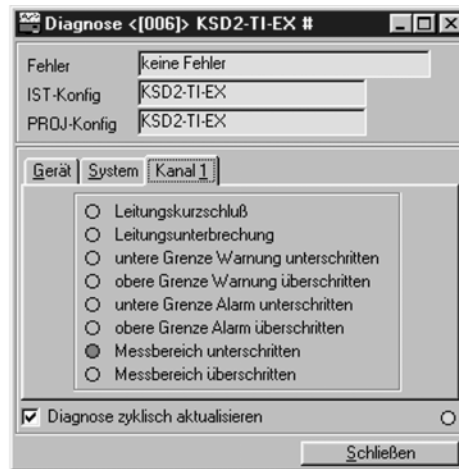 Diagnose <[006]> KSD2-TI-EX #
Fehler keine Fehler
IST-Konfig KSD2-TI-EX
PROJ-Konfig KSD2-TI-EX
Gerät System Kanal 1
Leitungskurzschluß
Leitungsunterbrechung
untere Grenze Warnung unterschritten
obere Grenze Warnung überschritten
untere Grenze Alarm unterschritten
obere Grenze Alarm überschritten
Messbereich unterschritten
Messbereich überschritten
Diagnose zyklisch aktualisieren
Schließen